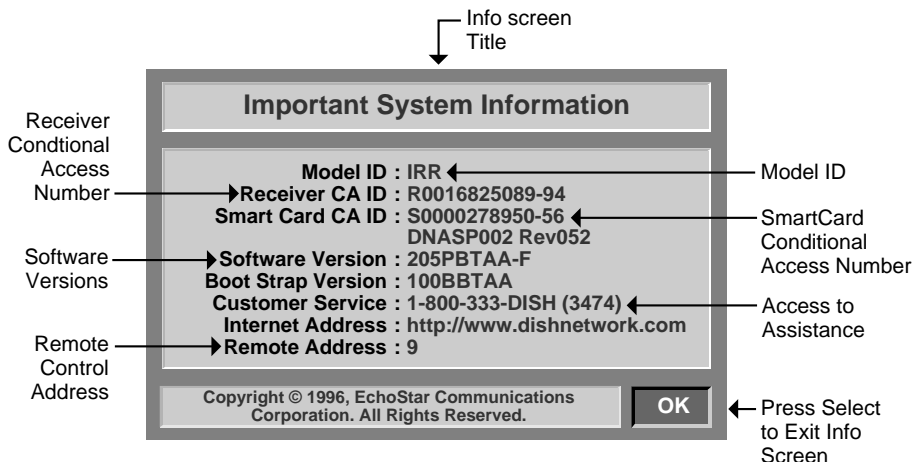 Info screen
Title
Important System Information
Receiver
Condtional
Access
Number
Model ID : IRR
Receiver CA ID : R0016825089-94
Smart Card CA ID : S0000278950-56
DNASP002 Rev052
Software Version : 205PBTAA-F
Boot Strap Version : 100BBTAA
Customer Service : 1-800-333-DISH (3474)
Internet Address : http://www.dishnetwork.com
Remote Address : 9
Model ID
SmartCard
Conditional
Access Number
Software
Versions
Access to
Assistance
Remote
Control
Address
Copyright © 1996, EchoStar Communications
Corporation. All Rights Reserved.
OK
Press Select
to Exit Info
Screen